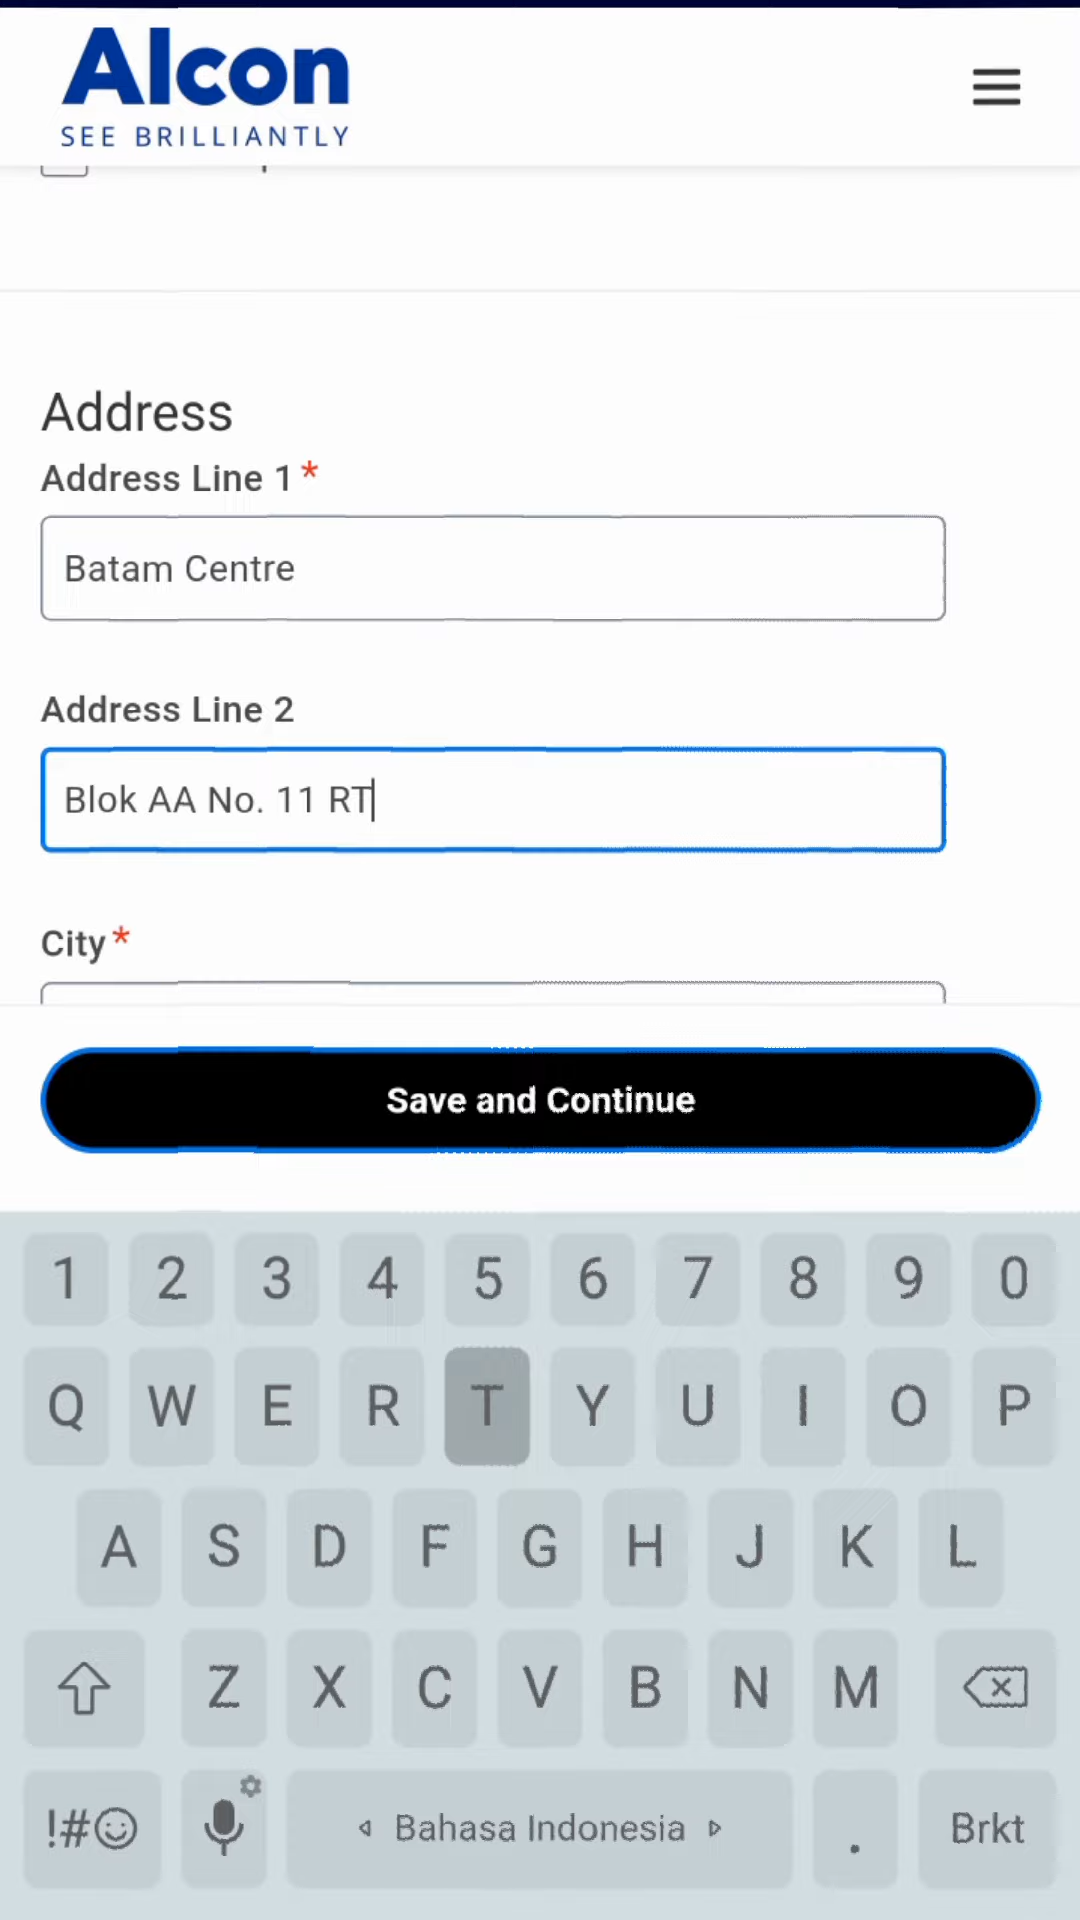 Alcon
SEE BRILLIANTLY
Address
Address Line 1 *
Batam Centre
Address Line 2
Blok AA No. 11 RT
City *
Save and Continue
1 2 3 4 5 6 7 8 9 0
Q W E R T Y U I O P
A S D F G H J K L
Z X C V B N M
!#☺ Bahasa Indonesia . Brkt